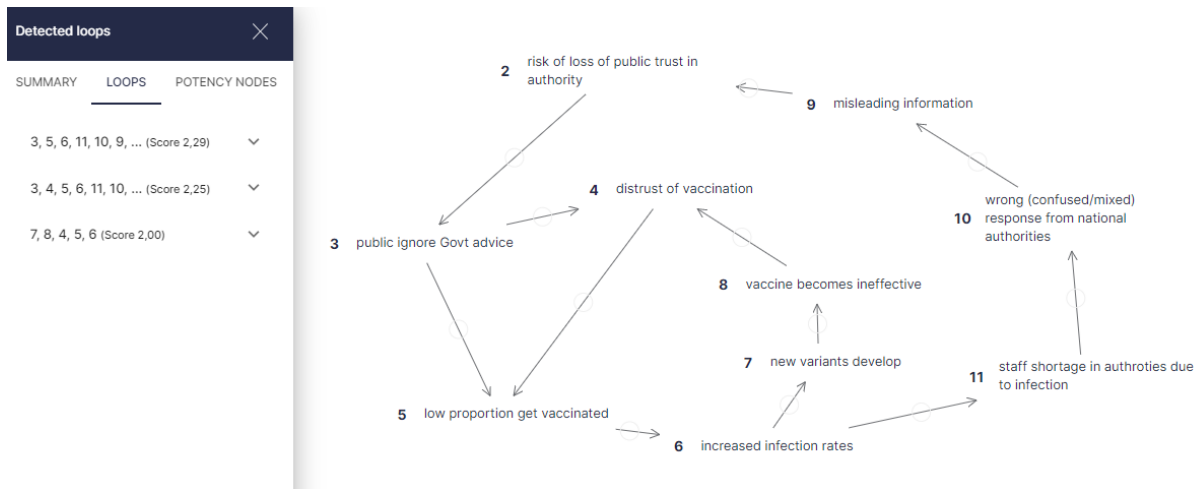 Detected loops
SUMMARY LOOPS POTENCY NODES
3, 5, 6, 11, 10, 9, ... (Score 2,29)
3, 4, 5, 6, 11, 10, ... (Score 2,25)
7, 8, 4, 5, 6 (Score 2,00)
2 risk of loss of public trust in
authority
9 misleading information
4 distrust of vaccination
10 wrong (confused/mixed)
response from national
authorities
3 public ignore Govt advice
8 vaccine becomes ineffective
7 new variants develop
11 staff shortage in authroties due
to infection
5 low proportion get vaccinated
6 increased infection rates